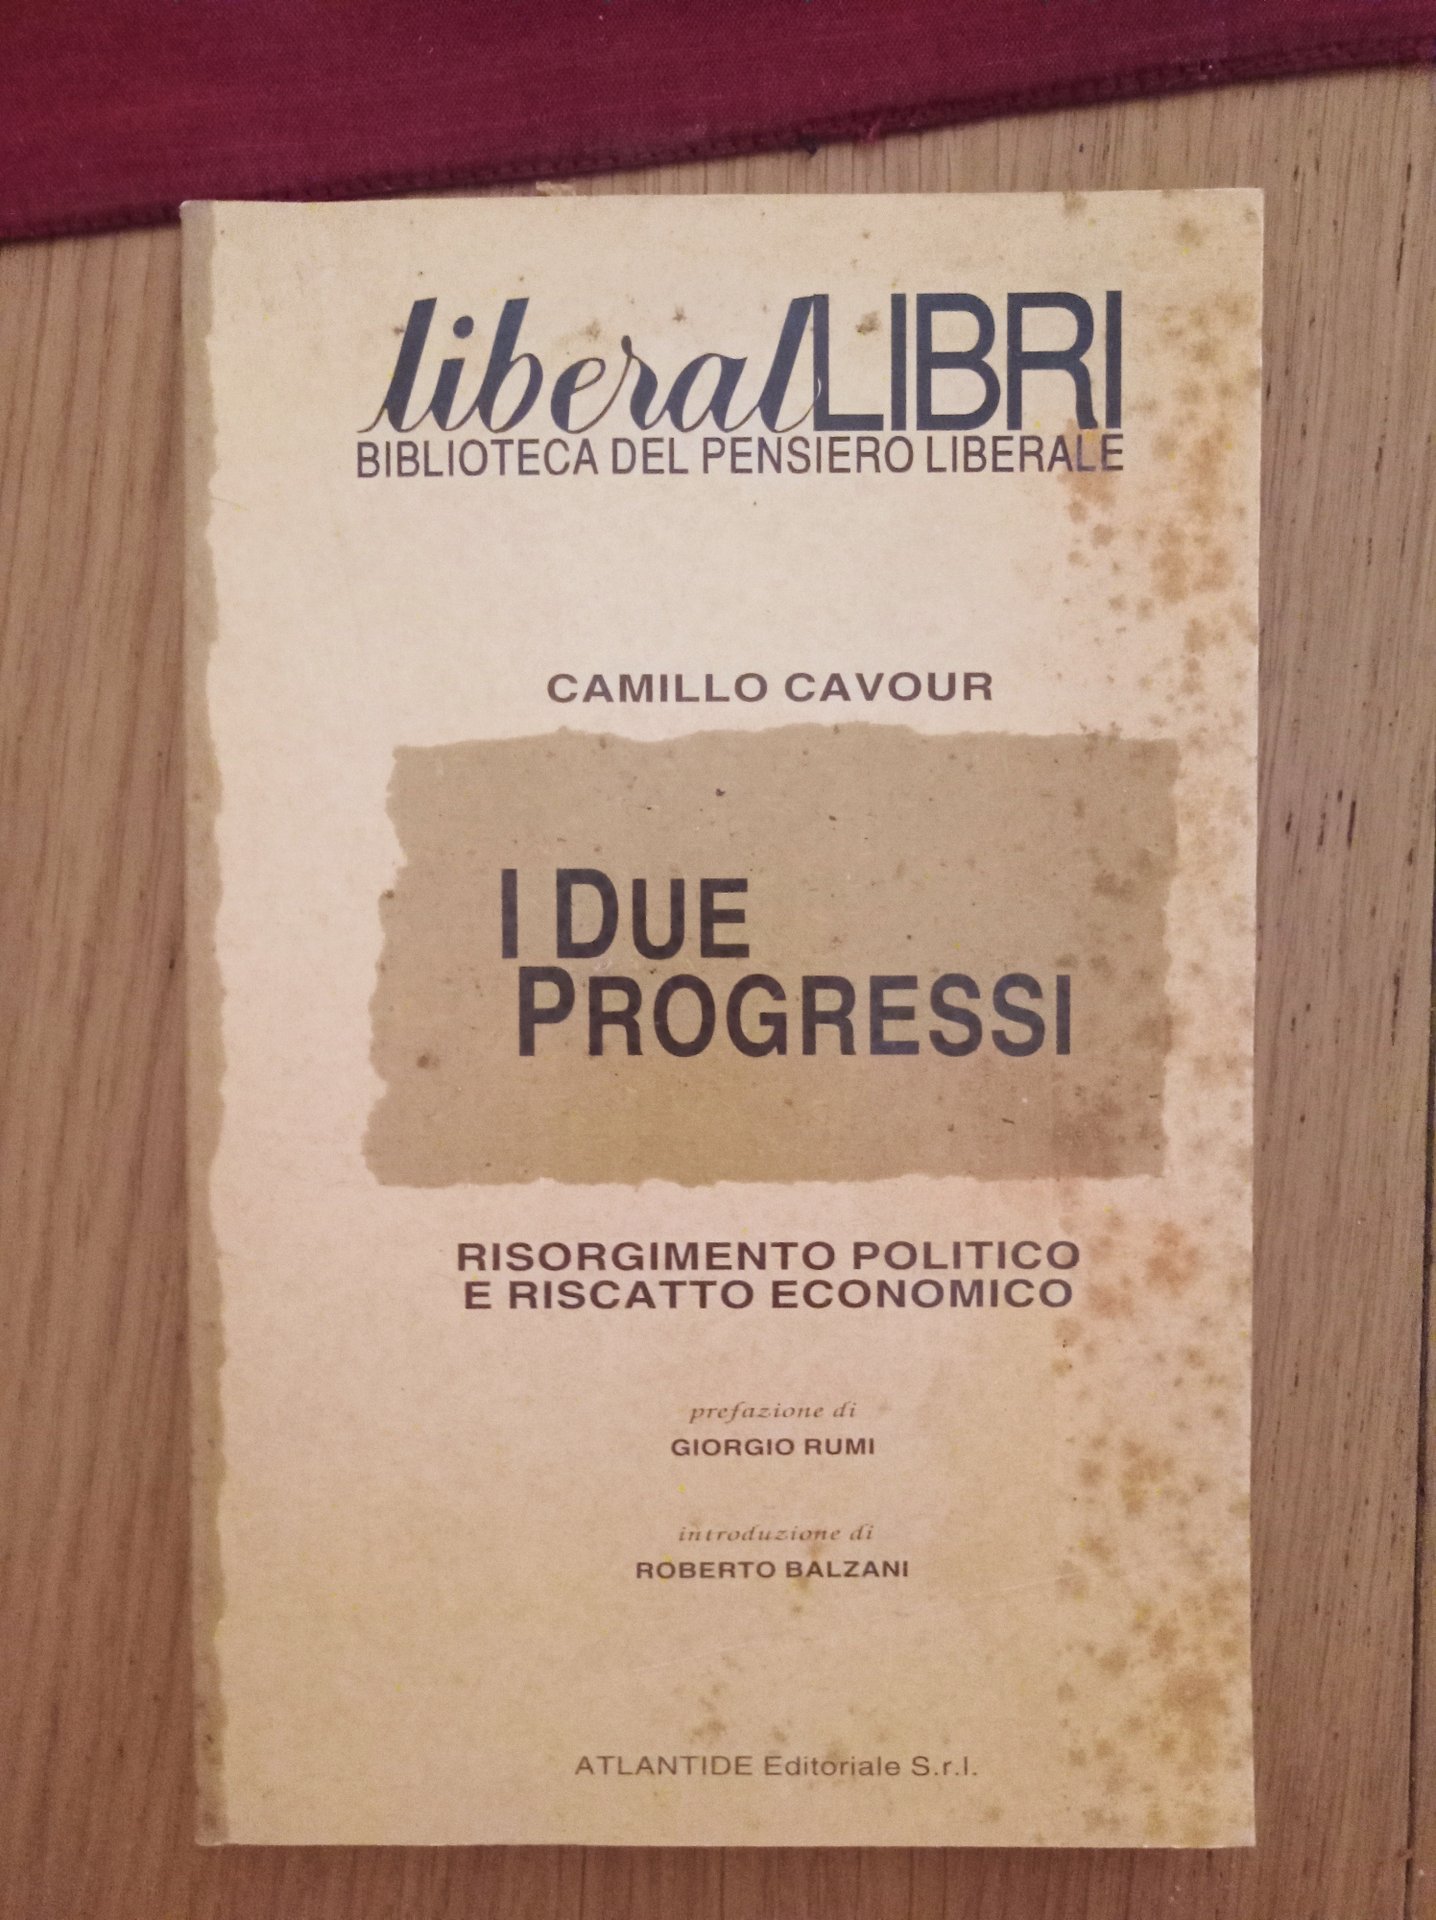 liberalLIBRI
BIBLIOTECA DEL PENSIERO LIBERALE
CAMILLO CAVOUR
I DUE
PROGRESSI
RISORGIMENTO POLITICO
E RISCATTO ECONOMICO
prefazione di
GIORGIO RUMI
introduzione di
ROBERTO BALZANI
ATLANTIDE Editoriale S.r.l.